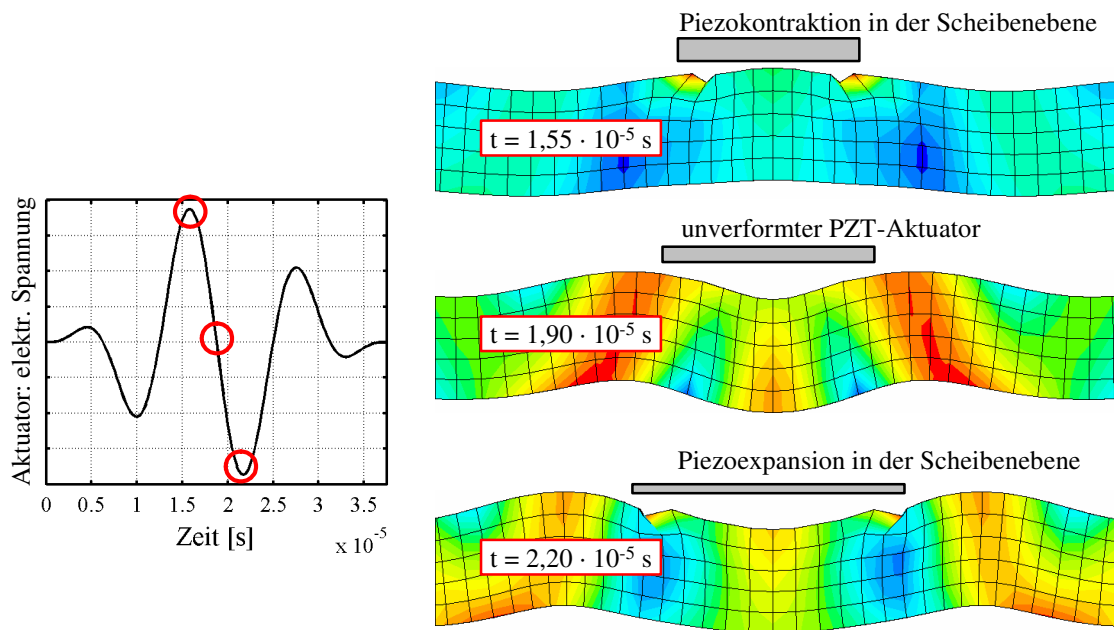 Piezokontraktion in der Scheibenebene
t = 1,55 · 10-5 s
unverformter PZT-Aktuator
t = 1,90 · 10-5 s
Piezoexpansion in der Scheibenebene
t = 2,20 · 10-5 s
Aktuator: elektr. Spannung
0 0.5 1 1.5 2 2.5 3 3.5
Zeit [s]
x 10-5